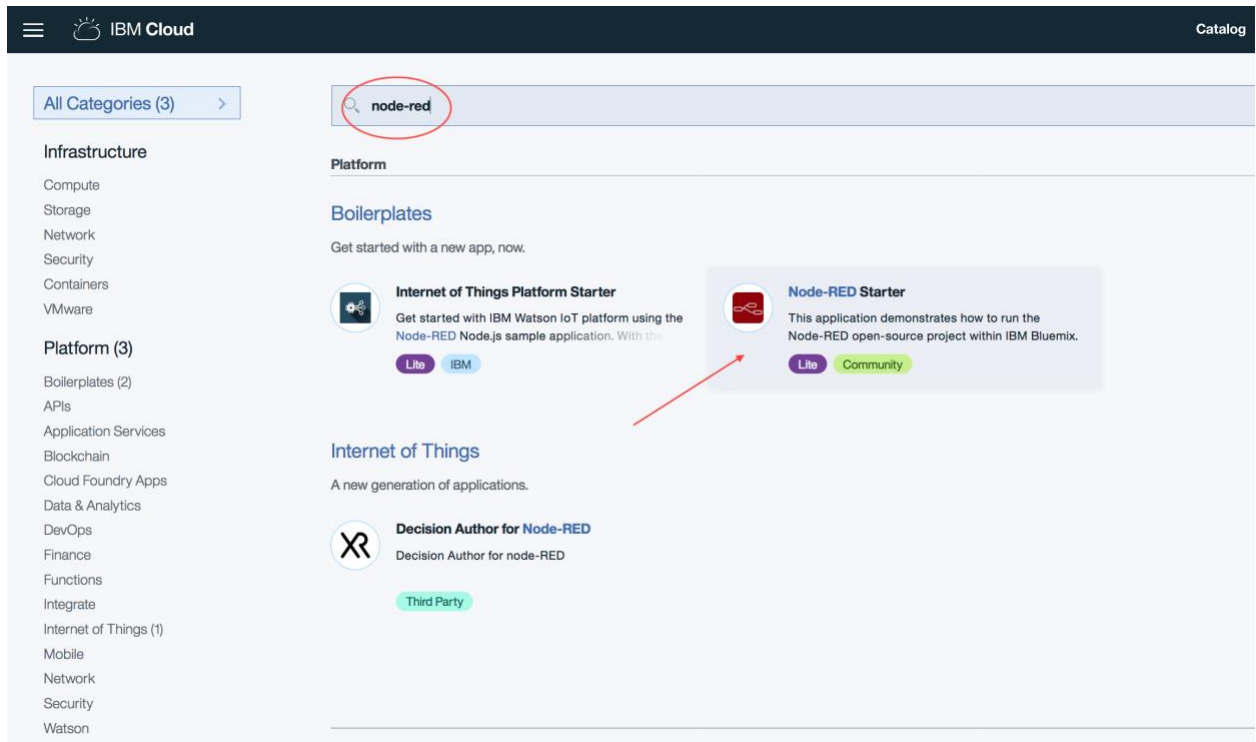 IBM Cloud
Catalog
All Categories (3)
Infrastructure
Compute
Storage
Network
Security
Containers
VMware
Platform (3)
Boilerplates (2)
APIs
Application Services
Blockchain
Cloud Foundry Apps
Data & Analytics
DevOps
Finance
Functions
Integrate
Internet of Things (1)
Mobile
Network
Security
Watson
node-red
Platform
Boilerplates
Get started with a new app, now.
Internet of Things Platform Starter
Get started with IBM Watson IoT platform using the
Node-RED Node.js sample application. With the
Lite IBM
Node-RED Starter
This application demonstrates how to run the
Node-RED open-source project within IBM Bluemix.
Lite Community
Internet of Things
A new generation of applications.
Decision Author for Node-RED
Decision Author for node-RED
Third Party